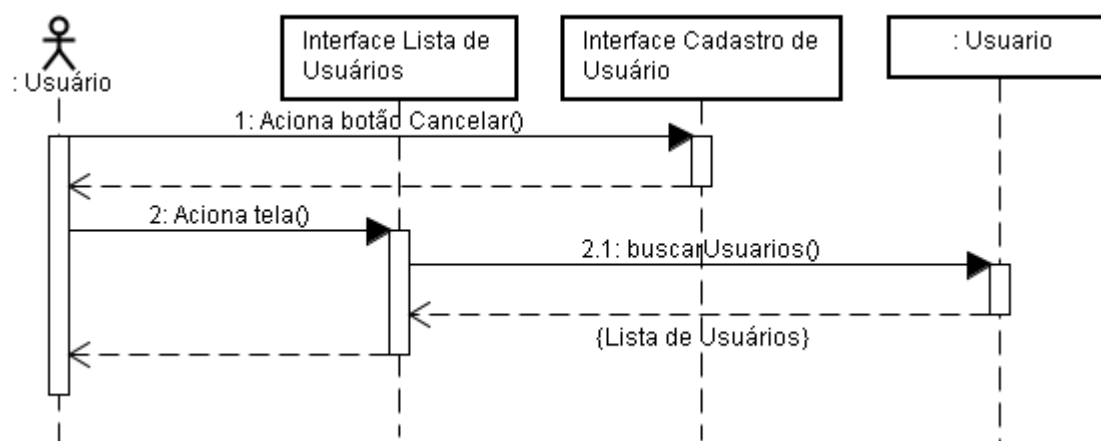 : Usuário
Interface Lista de
Usuários
Interface Cadastro de
Usuário
: Usuario
1: Aciona botão Cancelar()
2: Aciona tela()
2.1: buscarUsuarios()
{Lista de Usuários}